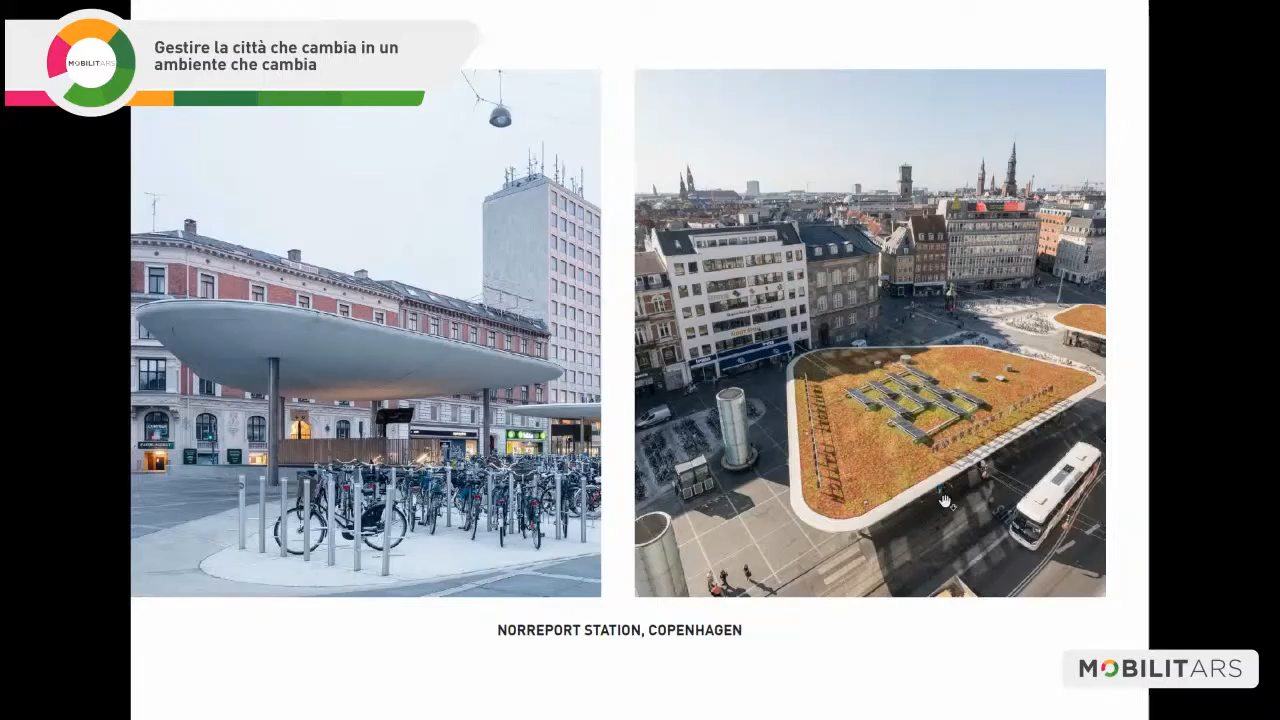 MOBILITARS
Gestire la città che cambia in un
ambiente che cambia
NORREPORT STATION, COPENHAGEN
MOBILITARS